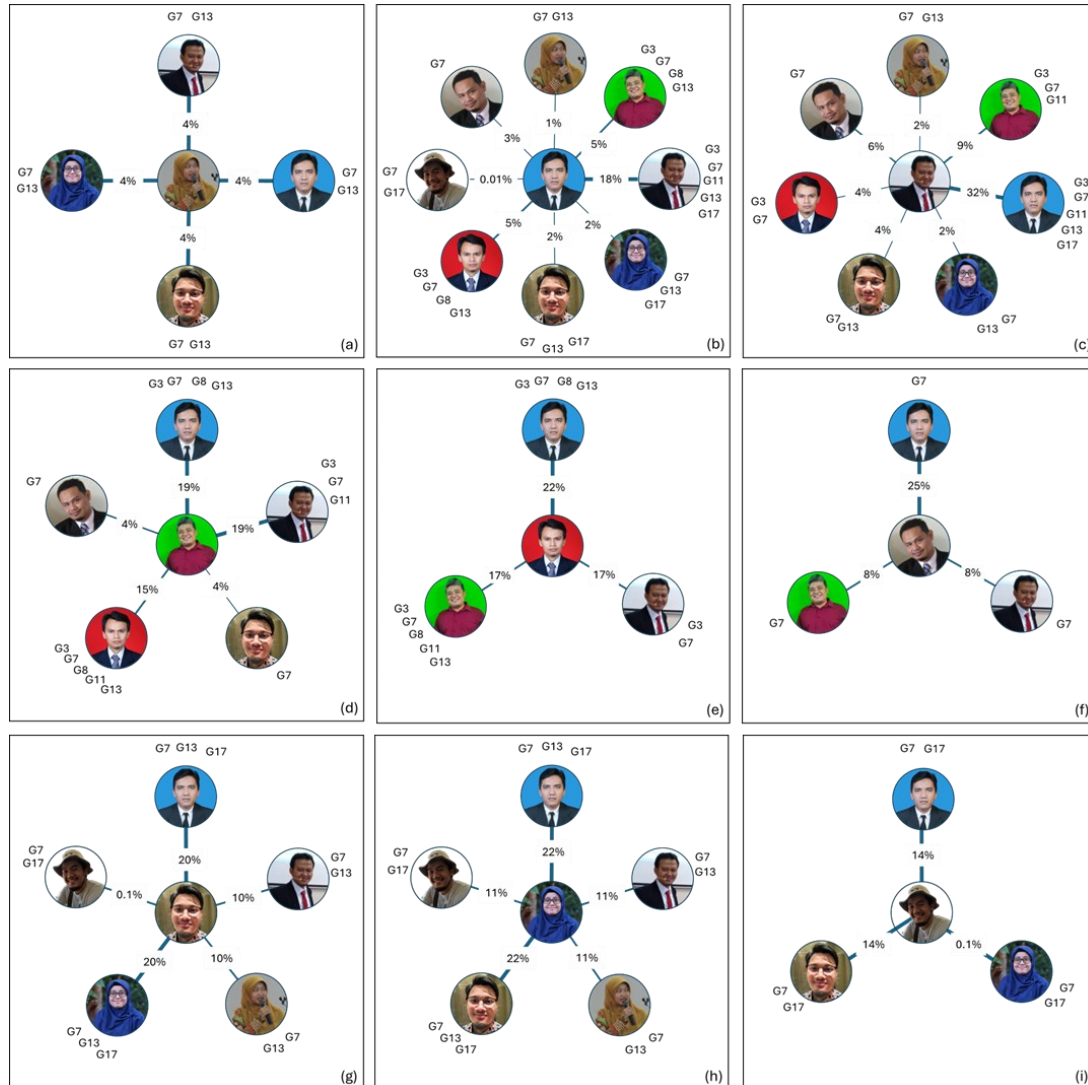 G7 G13
4%
G7
G13
4%
4%
G7
G13
4%
G7 G13
(a)
G7 G13
G7
G3
G7
G8
G13
1%
3%
5%
G7
G17
0.01%
18%
G3
G7
G11
G13
G17
5%
2%
2%
G3
G7
G8
G13
G7
G13
G17
G7 G13 G17
(b)
G7 G13
G7
G3
G7
G11
2%
6%
9%
G3
G7
4%
32%
G3
G7
G11
G13
G17
4%
2%
G7
G13
G13 G7
(c)
G3 G7 G8 G13
G7
G3
G7
G11
19%
4%
19%
15%
4%
G3
G7
G8
G11
G13
G7
(d)
G3 G7 G8 G13
22%
17%
17%
G3
G7
G8
G11
G13
G3
G7
(e)
G7
25%
8%
8%
G7
G7
(f)
G7 G13 G17
G7
G17
G7
G13
20%
0.1%
10%
20%
10%
G7
G13
G17
G7
G13
(g)
G7 G13 G17
G7
G17
G7
G13
22%
11%
11%
22%
11%
G7
G13
G17
G7
G13
(h)
G7 G17
14%
14%
0.1%
G7
G17
G7
G17
(i)